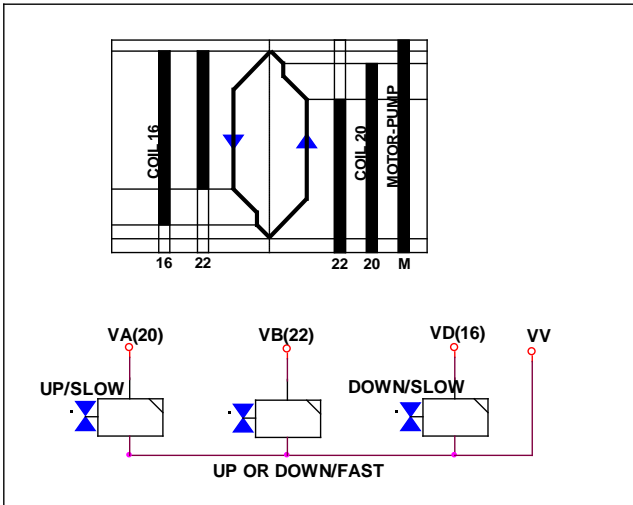 COIL 16
COIL 20
MOTOR-PUMP
16 22 22 20 M
VA(20) VB(22) VD(16) VV
UP/SLOW DOWN/SLOW
UP OR DOWN/FAST